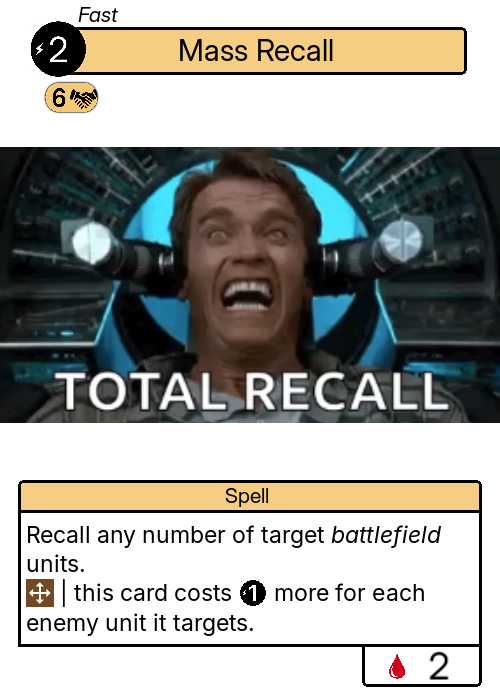 Fast
2 Mass Recall
6
TOTAL RECALL
Spell
Recall any number of target battlefield
units.
| this card costs 1 more for each
enemy unit it targets.
2